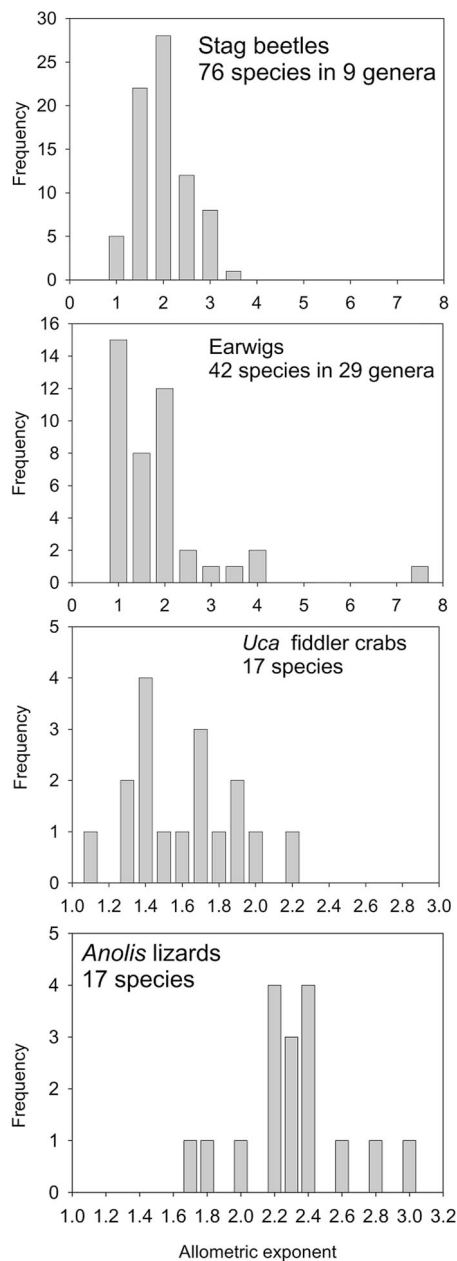 30
25
20
15
10
5
0
Frequency
Stag beetles
76 species in 9 genera
0 1 2 3 4 5 6 7 8
16
14
12
10
8
6
4
2
0
Frequency
Earwigs
42 species in 29 genera
0 1 2 3 4 5 6 7 8
5
4
3
2
1
0
Frequency
Uca fiddler crabs
17 species
1.0 1.2 1.4 1.6 1.8 2.0 2.2 2.4 2.6 2.8 3.0
5
4
3
2
1
0
Frequency
Anolis lizards
17 species
1.0 1.2 1.4 1.6 1.8 2.0 2.2 2.4 2.6 2.8 3.0 3.2
Allometric exponent